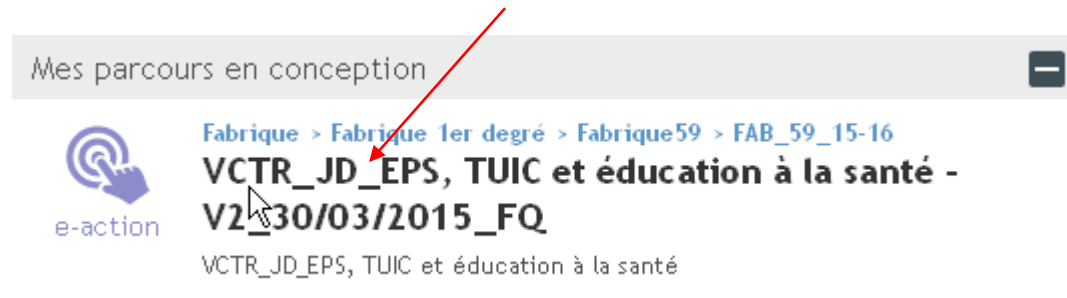 Mes parcours en conception
Fabrique > Fabrique 1er degré > Fabrique59 > FAB_59_15-16
VCTR_JD_EPS, TUIC et éducation à la santé -
V2_30/03/2015_FQ
e-action
VCTR_JD_EPS, TUIC et éducation à la santé